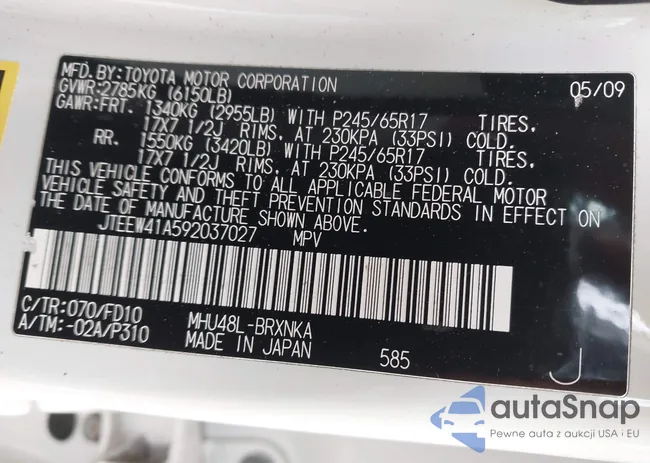 MFD. BY: TOYOTA MOTOR CORPORATION 05/09
GVWR: 2785KG (6150LB)
GAWR: FRT. 1340KG (2955LB) WITH P245/65R17 TIRES,
17X7 1/2J RIMS, AT 230KPA (33PSI) COLD.
RR. 1550KG (3420LB) WITH P245/65R17 TIRES,
17X7 1/2J RIMS, AT 230KPA (33PSI) COLD.
THIS VEHICLE CONFORMS TO ALL APPLICABLE FEDERAL MOTOR
VEHICLE SAFETY AND THEFT PREVENTION STANDARDS IN EFFECT ON
THE DATE OF MANUFACTURE SHOWN ABOVE.
JTEEW41A592037027 MPV
C/TR: 070/FD10 MHU48L-BRXNKA
A/TM: -02A/P310 MADE IN JAPAN 585 J
autaSnap
Pewne auta z aukcji USA i EU